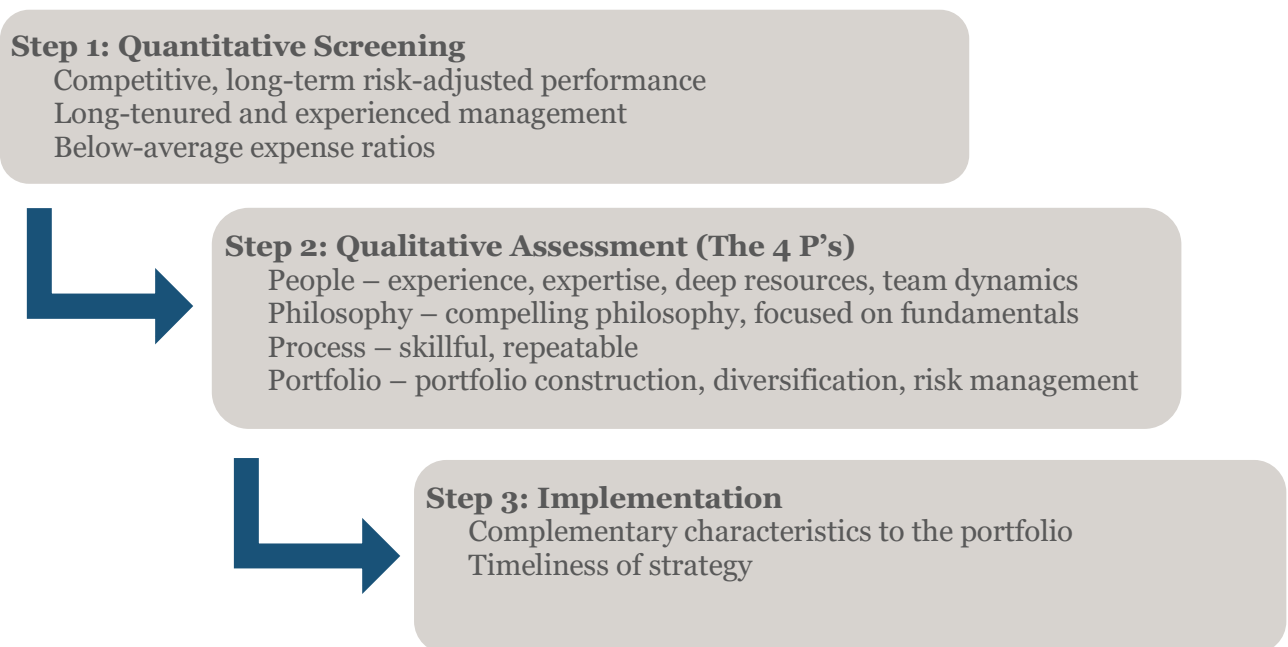 Step 1: Quantitative Screening
Competitive, long-term risk-adjusted performance
Long-tenured and experienced management
Below-average expense ratios
Step 2: Qualitative Assessment (The 4 P’s)
People – experience, expertise, deep resources, team dynamics
Philosophy – compelling philosophy, focused on fundamentals
Process – skillful, repeatable
Portfolio – portfolio construction, diversification, risk management
Step 3: Implementation
Complementary characteristics to the portfolio
Timeliness of strategy